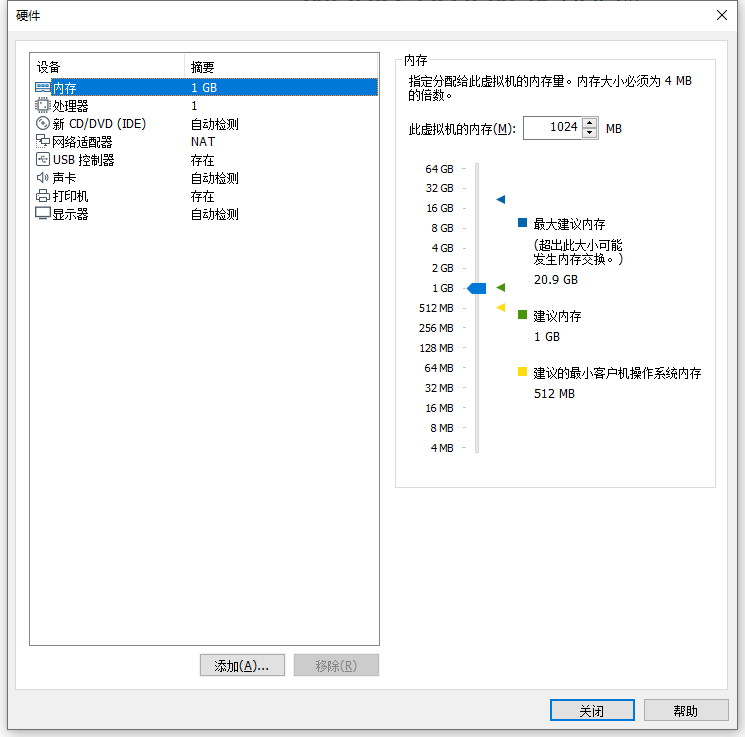 硬件
设备 摘要
内存 1 GB
处理器 1
新 CD/DVD (IDE) 自动检测
网络适配器 NAT
USB 控制器 存在
声卡 自动检测
打印机 存在
显示器 自动检测
添加(A)...
移除(R)
内存
指定分配给此虚拟机的内存量。内存大小必须为 4 MB
的倍数。
此虚拟机的内存(M): 1024 MB
64 GB
32 GB
16 GB
8 GB
4 GB
2 GB
1 GB
512 MB
256 MB
128 MB
64 MB
32 MB
16 MB
8 MB
4 MB
最大建议内存
(超出此大小可能
发生内存交换。)
20.9 GB
建议内存
1 GB
建议的最小客户机操作系统内存
512 MB
关闭
帮助